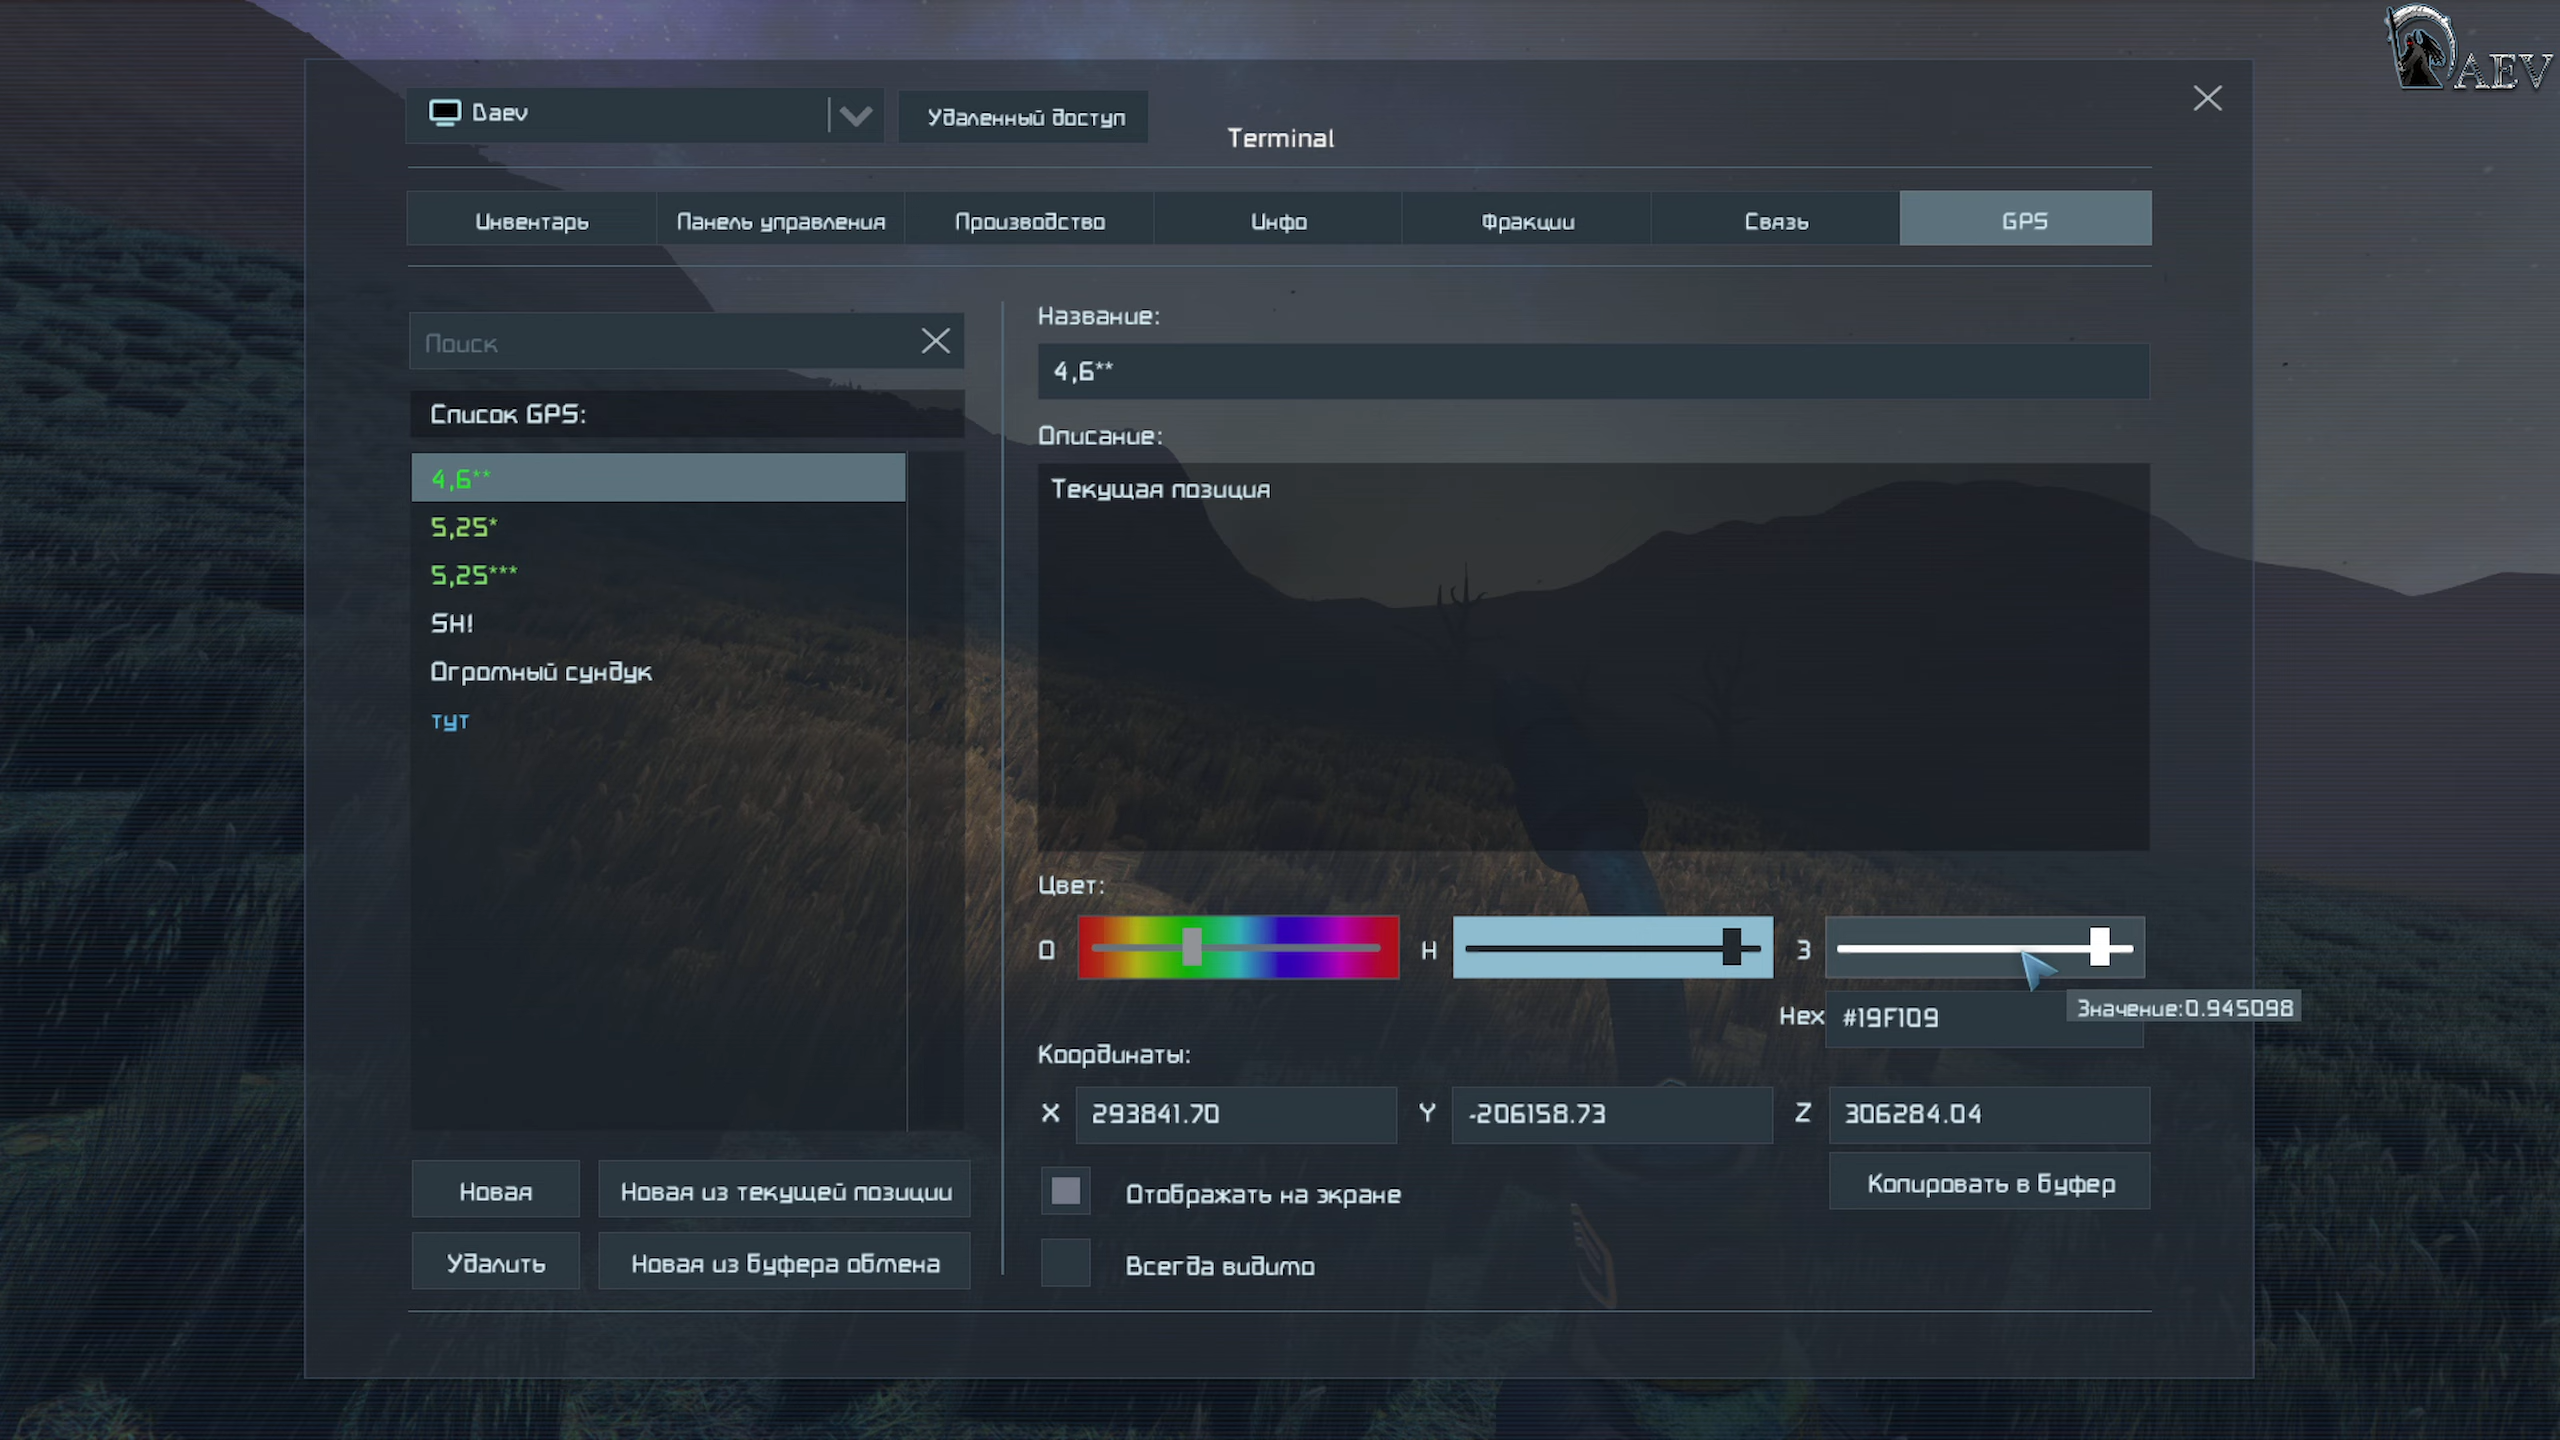 DAEV
Daev
Удаленный доступ
Terminal
Инвентарь
Панель управления
Производство
Инфо
Фракции
Связь
GPS
Поиск
Список GPS:
4,6**
5,25*
5,25***
SH!
Огромный сундук
тут
Название:
4,6**
Описание:
Текущая позиция
Цвет:
О
Н
З
Hex
#19F109
Значение:0.945098
Координаты:
X
293841.70
Y
-206158.73
Z
306284.04
Новая
Новая из текущей позиции
Отображать на экране
Копировать в буфер
Удалить
Новая из буфера обмена
Всегда видимо